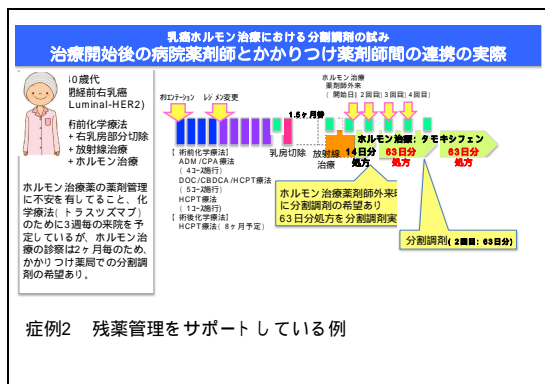 乳癌ホルモン治療における分割調剤の試み
治療開始後の病院薬剤師とかかりつけ薬剤師間の連携の実際
0歳代
閉経前右乳癌
Luminal-HER2)
術前化学療法
+ 右乳房部分切除
+ 放射線治療
+ ホルモン治療
ホルモン治療薬の薬剤管理
に不安を有してること、化
学療法(トラスツズマブ)
のために3週毎の来院を予
定しているが、ホルモン治
療の診察は2ヶ月毎のため、
かかりつけ薬局での分割調
剤の希望あり。
オリエンテーション
レジメン変更
ホルモン治療
薬剤師外来
( 開始日) 2回目) 3回目) 4回目)
1.5ヶ月後
【 術前化学療法】
ADM /CPA 療法
( 4コース施行)
DOC/CBDCA /HCPT療法
( 5コース施行)
HCPT療法
( 1コース施行)
【 術後化学療法】
HCPT療法( 8ヶ月予定)
乳房切除
放射線
治療
ホルモン治療: タモキシフェン
14日分
処方
63日分
処方
63日分
処方
ホルモン治療薬剤師外来時
に分割調剤の希望あり
63日分処方を分割調剤実
分割調剤( 2回目: 63日分)
症例2 残薬管理をサポートしている例